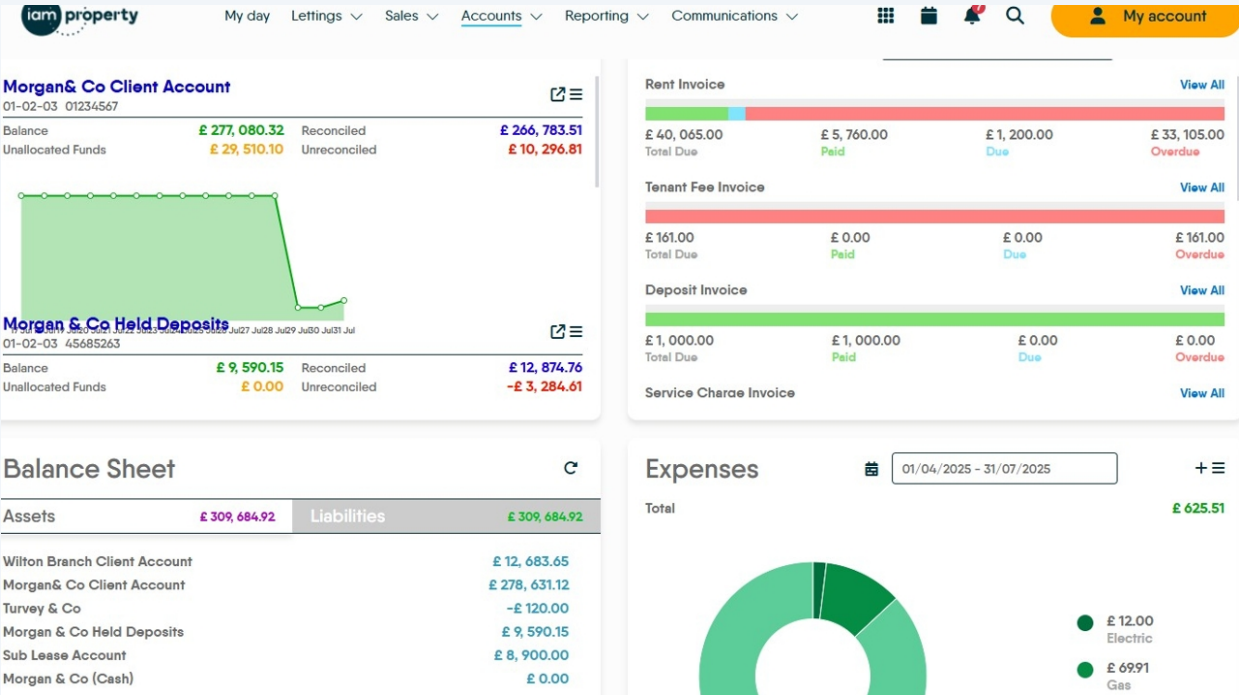 iam property
My day Lettings Sales Accounts Reporting Communications My account
Morgan& Co Client Account
01-02-03 01234567
Balance £ 277, 080.32 Reconciled £ 266, 783.51
Unallocated Funds £ 29, 510.10 Unreconciled £ 10, 296.81
Morgan & Co Held Deposits
Jul27 Jul28 Jul29 Jul30 Jul31 Jul
01-02-03 45685263
Balance £ 9, 590.15 Reconciled £ 12, 874.76
Unallocated Funds £ 0.00 Unreconciled -£ 3, 284.61
Rent Invoice View All
£ 40, 065.00 £ 5, 760.00 £ 1, 200.00 £ 33, 105.00
Total Due Paid Due Overdue
Tenant Fee Invoice View All
£ 161.00 £ 0.00 £ 0.00 £ 161.00
Total Due Paid Due Overdue
Deposit Invoice View All
£ 1, 000.00 £ 1, 000.00 £ 0.00 £ 0.00
Total Due Paid Due Overdue
Service Charge Invoice View All
Balance Sheet
Assets £ 309, 684.92 Liabilities £ 309, 684.92
Wilton Branch Client Account £ 12, 683.65
Morgan& Co Client Account £ 278, 631.12
Turvey & Co -£ 120.00
Morgan & Co Held Deposits £ 9, 590.15
Sub Lease Account £ 8, 900.00
Morgan & Co (Cash) £ 0.00
Expenses 01/04/2025 - 31/07/2025
Total £ 625.51
£ 12.00
Electric
£ 69.91
Gas